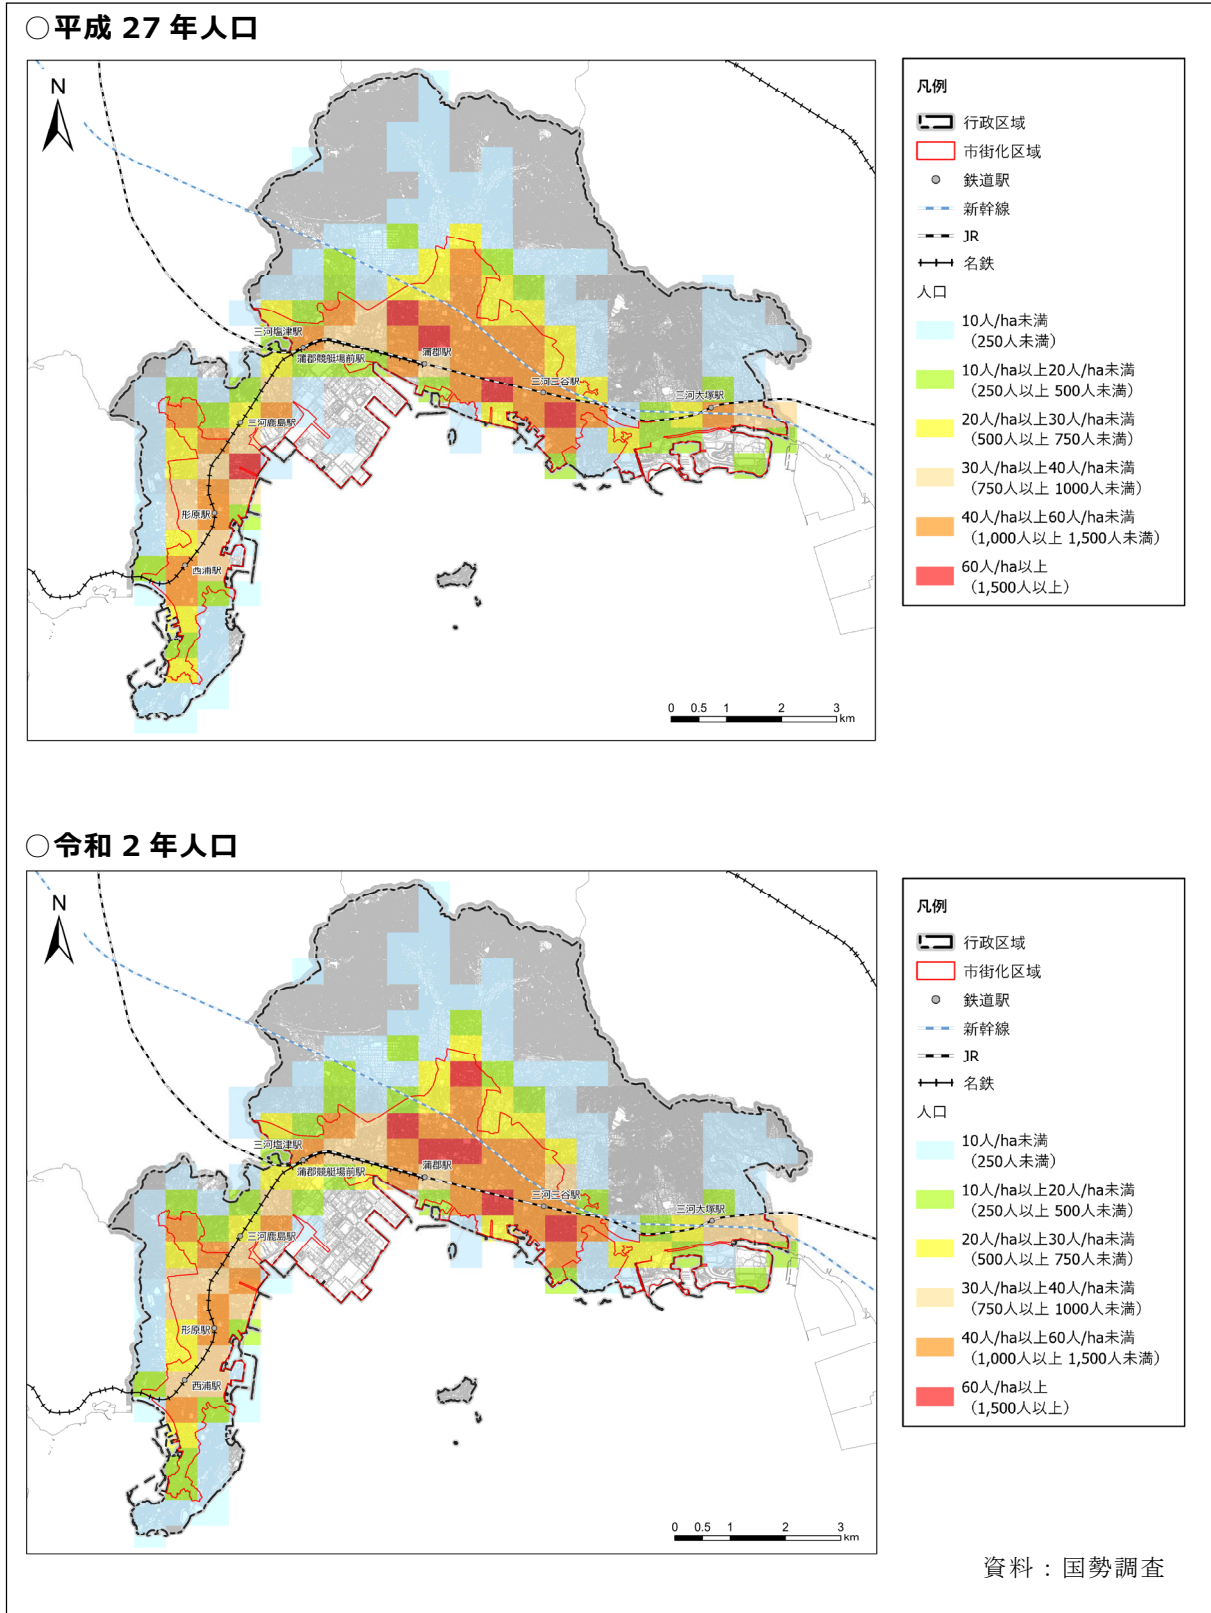 ○平成 27 年人口
N
三河塩津駅
蒲郡競艇場前駅
蒲郡駅
三河三谷駅
三河大塚駅
三河鹿島駅
形原駅
西浦駅
0 0.5 1 2 3
km
凡例
行政区域
市街化区域
鉄道駅
新幹線
JR
名鉄
人口
10人/ha未満
（250人未満）
10人/ha以上20人/ha未満
（250人以上 500人未満）
20人/ha以上30人/ha未満
（500人以上 750人未満）
30人/ha以上40人/ha未満
（750人以上 1000人未満）
40人/ha以上60人/ha未満
（1,000人以上 1,500人未満）
60人/ha以上
（1,500人以上）
○令和 2 年人口
N
三河塩津駅
蒲郡競艇場前駅
蒲郡駅
三河三谷駅
三河大塚駅
三河鹿島駅
形原駅
西浦駅
0 0.5 1 2 3
km
凡例
行政区域
市街化区域
鉄道駅
新幹線
JR
名鉄
人口
10人/ha未満
（250人未満）
10人/ha以上20人/ha未満
（250人以上 500人未満）
20人/ha以上30人/ha未満
（500人以上 750人未満）
30人/ha以上40人/ha未満
（750人以上 1000人未満）
40人/ha以上60人/ha未満
（1,000人以上 1,500人未満）
60人/ha以上
（1,500人以上）
資料：国勢調査